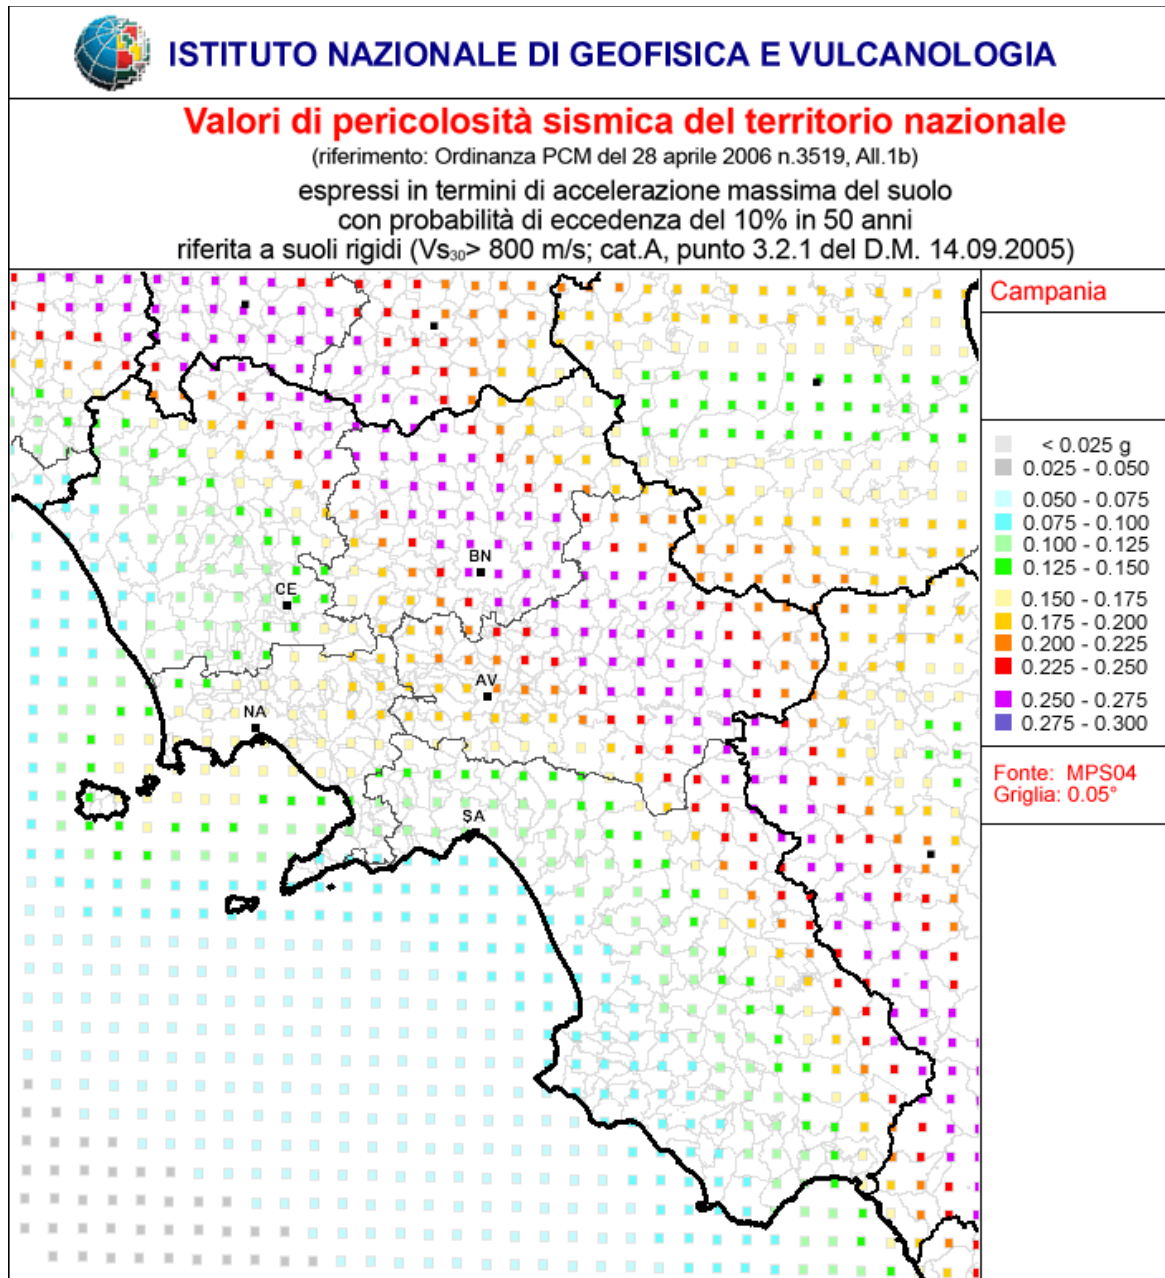 ISTITUTO NAZIONALE DI GEOFISICA E VULCANOLOGIA
Valori di pericolosità sismica del territorio nazionale
(riferimento: Ordinanza PCM del 28 aprile 2006 n.3519, All.1b)
espressi in termini di accelerazione massima del suolo
con probabilità di eccedenza del 10% in 50 anni
riferita a suoli rigidi (Vs30> 800 m/s; cat.A, punto 3.2.1 del D.M. 14.09.2005)
Campania
< 0.025 g
0.025 - 0.050
0.050 - 0.075
0.075 - 0.100
0.100 - 0.125
0.125 - 0.150
0.150 - 0.175
0.175 - 0.200
0.200 - 0.225
0.225 - 0.250
0.250 - 0.275
0.275 - 0.300
Fonte: MPS04
Griglia: 0.05°
BN
CE
AV
NA
SA